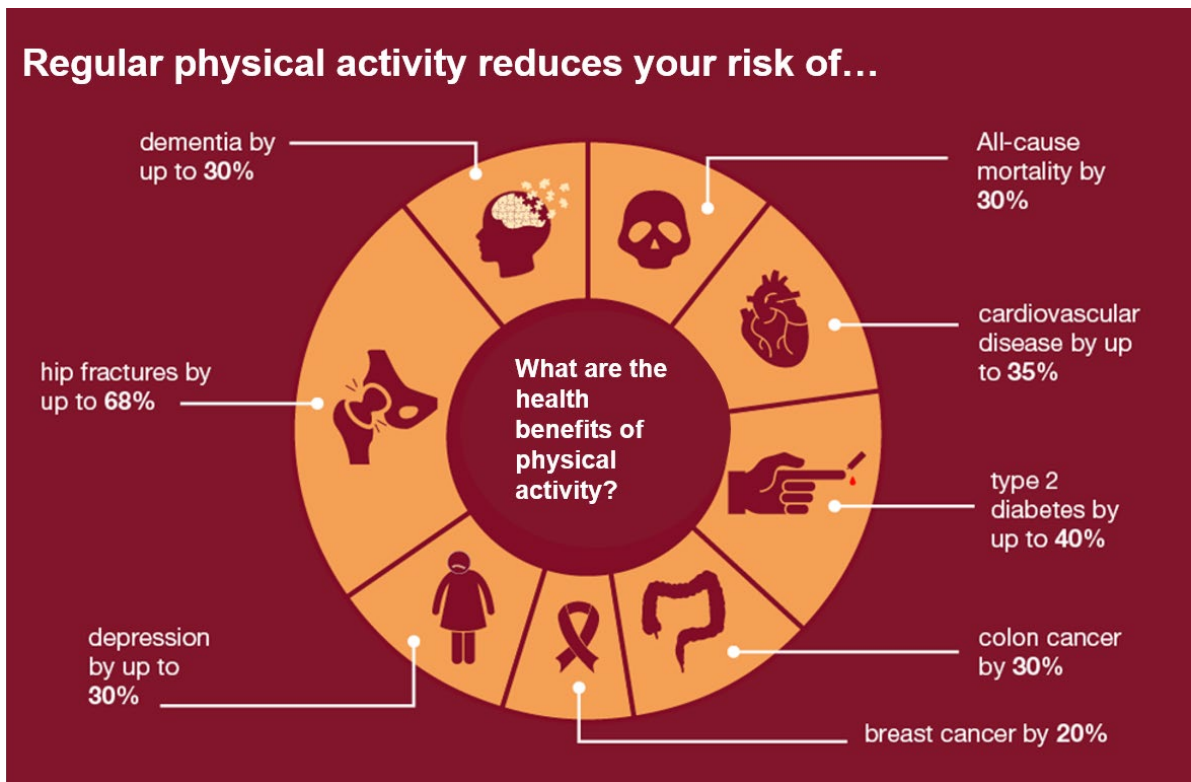 Regular physical activity reduces your risk of...
dementia by
up to 30%
All-cause
mortality by
30%
cardiovascular
disease by up
to 35%
hip fractures by
up to 68%
What are the
health
benefits of
physical
activity?
type 2
diabetes by
up to 40%
depression
by up to
30%
colon cancer
by 30%
breast cancer by 20%